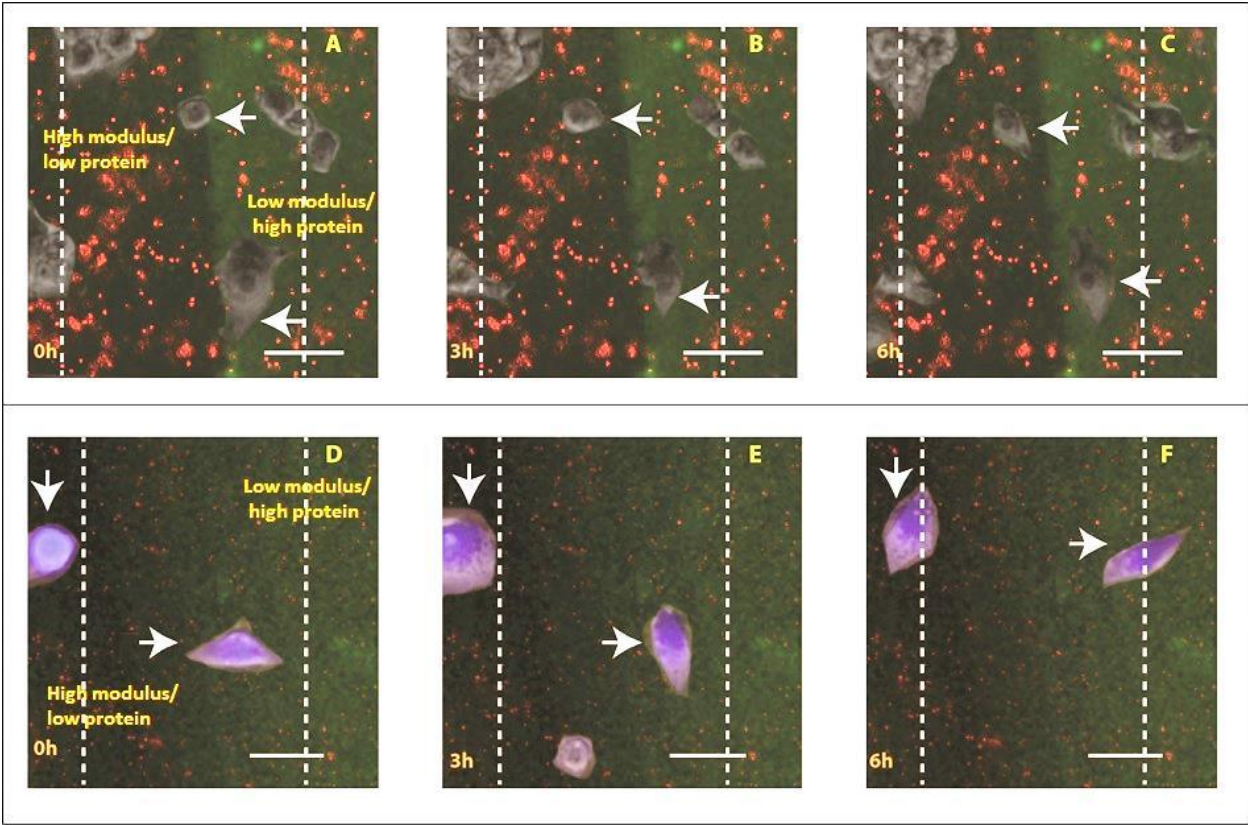 A
High modulus/
low protein
Low modulus/
high protein
0h
B
3h
C
6h
D
Low modulus/
high protein
High modulus/
low protein
0h
E
3h
F
6h